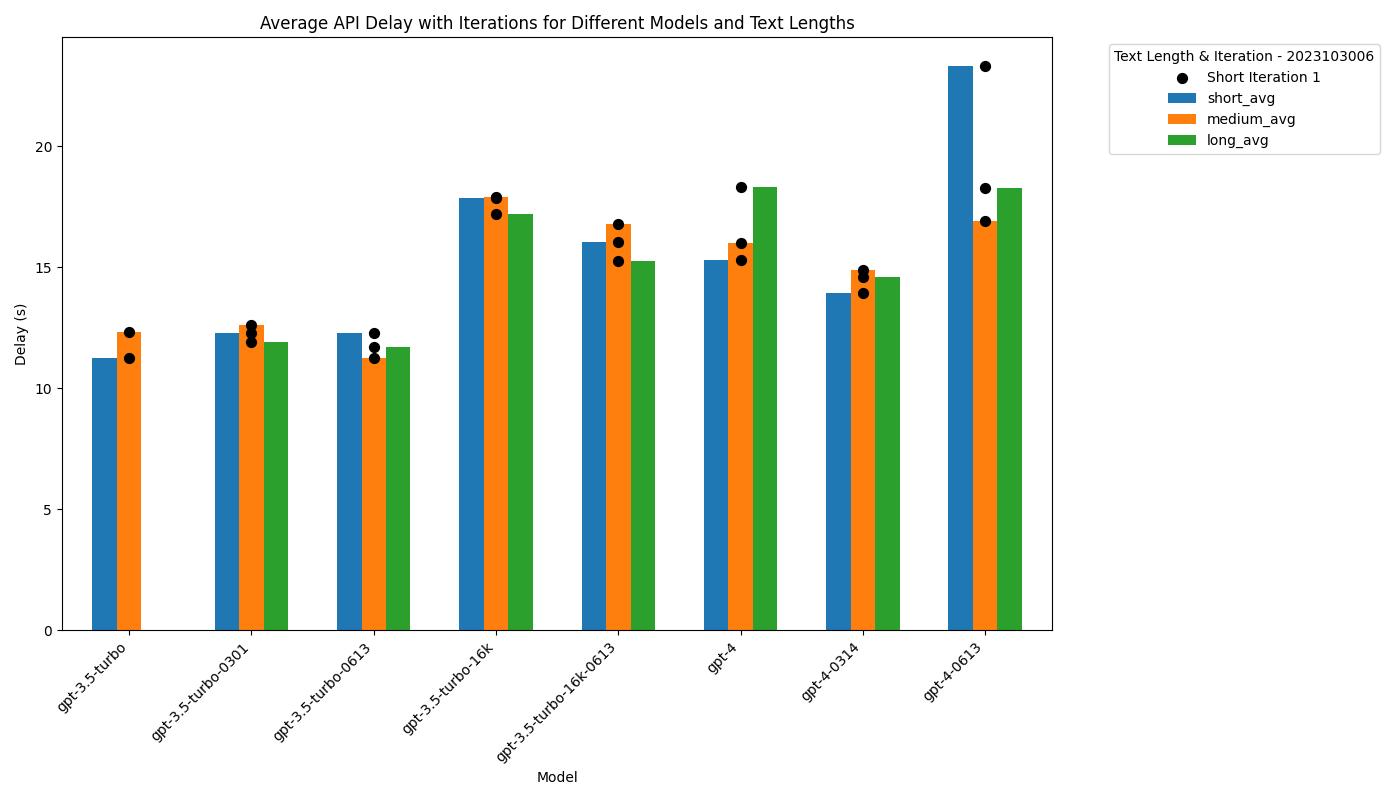 Average API Delay with Iterations for Different Models and Text Lengths
Text Length & Iteration - 2023103006
Short Iteration 1
short_avg
medium_avg
long_avg
Delay (s)
20
15
10
5
0
gpt-3.5-turbo
gpt-3.5-turbo-0301
gpt-3.5-turbo-0613
gpt-3.5-turbo-16k
gpt-3.5-turbo-16k-0613
gpt-4
gpt-4-0314
gpt-4-0613
Model